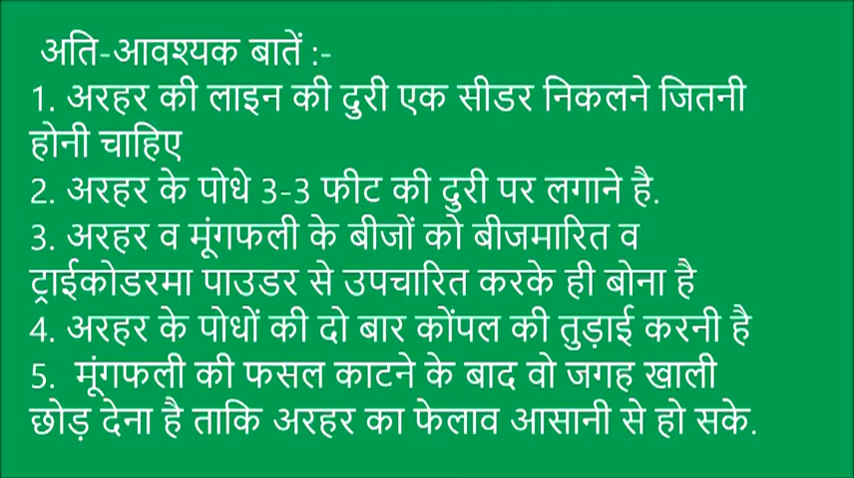 अति-आवश्यक बातें :-
1. अरहर की लाइन की दुरी एक सीडर निकलने जितनी
होनी चाहिए
2. अरहर के पोधे 3-3 फीट की दुरी पर लगाने है.
3. अरहर व मूंगफली के बीजों को बीजमारित व
ट्राईकोडरमा पाउडर से उपचारित करके ही बोना है
4. अरहर के पोधों की दो बार कोंपल की तुड़ाई करनी है
5. मूंगफली की फसल काटने के बाद वो जगह खाली
छोड़ देना है ताकि अरहर का फेलाव आसानी से हो सके.